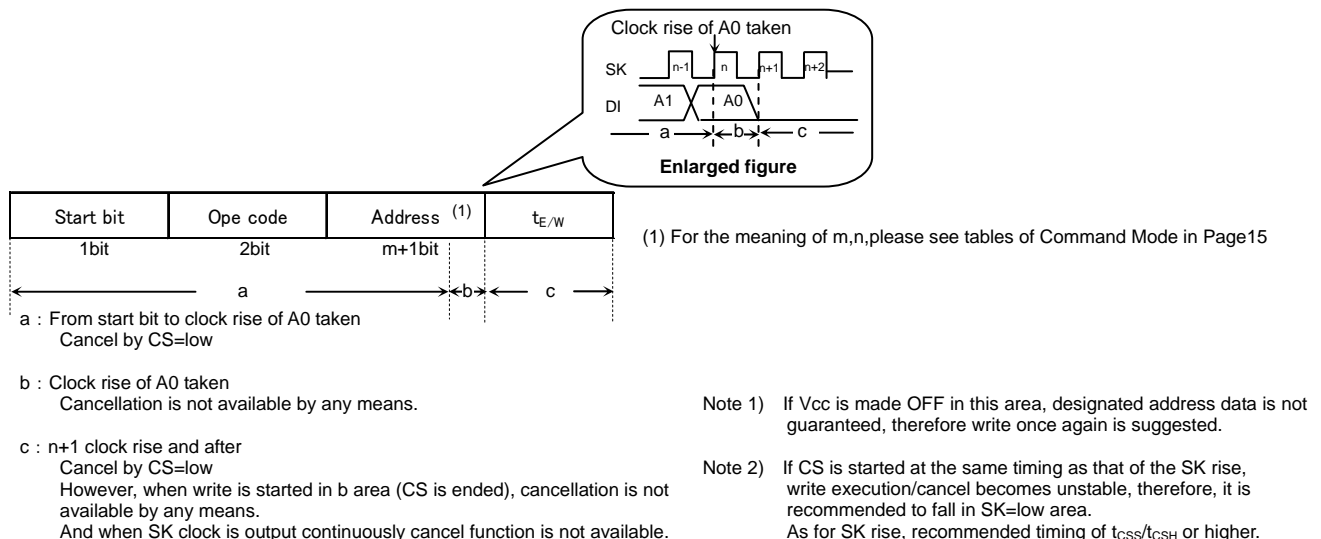 Clock rise of A0 taken
SK n-1 n n+1 n+2
DI A1 A0
a b c
Enlarged figure
Start bit Ope code Address (1) tE/W
1bit 2bit m+1bit
(1) For the meaning of m,n,please see tables of Command Mode in Page15
a b c
a : From start bit to clock rise of A0 taken
Cancel by CS=low
b : Clock rise of A0 taken
Cancellation is not available by any means.
c : n+1 clock rise and after
Cancel by CS=low
However, when write is started in b area (CS is ended), cancellation is not
available by any means.
And when SK clock is output continuously cancel function is not available.
Note 1) If Vcc is made OFF in this area, designated address data is not
guaranteed, therefore write once again is suggested.
Note 2) If CS is started at the same timing as that of the SK rise,
write execution/cancel becomes unstable, therefore, it is
recommended to fall in SK=low area.
As for SK rise, recommended timing of tCSS/tCSH or higher.